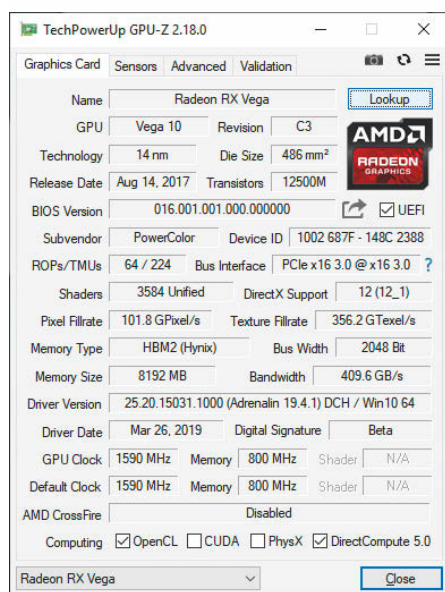 TechPowerUp GPU-Z 2.18.0
Graphics Card Sensors Advanced Validation
Name Radeon RX Vega Lookup
GPU Vega 10 Revision C3
AMD
RADEON
GRAPHICS
Technology 14 nm Die Size 486 mm²
Release Date Aug 14, 2017 Transistors 12500M
BIOS Version 016.001.001.000.000000 UEFI
Subvendor PowerColor Device ID 1002 687F - 148C 2388
ROPs/TMUs 64 / 224 Bus Interface PCIe x16 3.0 @ x16 3.0 ?
Shaders 3584 Unified DirectX Support 12 (12_1)
Pixel Fillrate 101.8 GPixel/s Texture Fillrate 356.2 GTexel/s
Memory Type HBM2 (Hynix) Bus Width 2048 Bit
Memory Size 8192 MB Bandwidth 409.6 GB/s
Driver Version 25.20.15031.1000 (Adrenalin 19.4.1) DCH / Win10 64
Driver Date Mar 26, 2019 Digital Signature Beta
GPU Clock 1590 MHz Memory 800 MHz Shader N/A
Default Clock 1590 MHz Memory 800 MHz Shader N/A
AMD CrossFire Disabled
Computing OpenCL CUDA PhysX DirectCompute 5.0
Radeon RX Vega Close